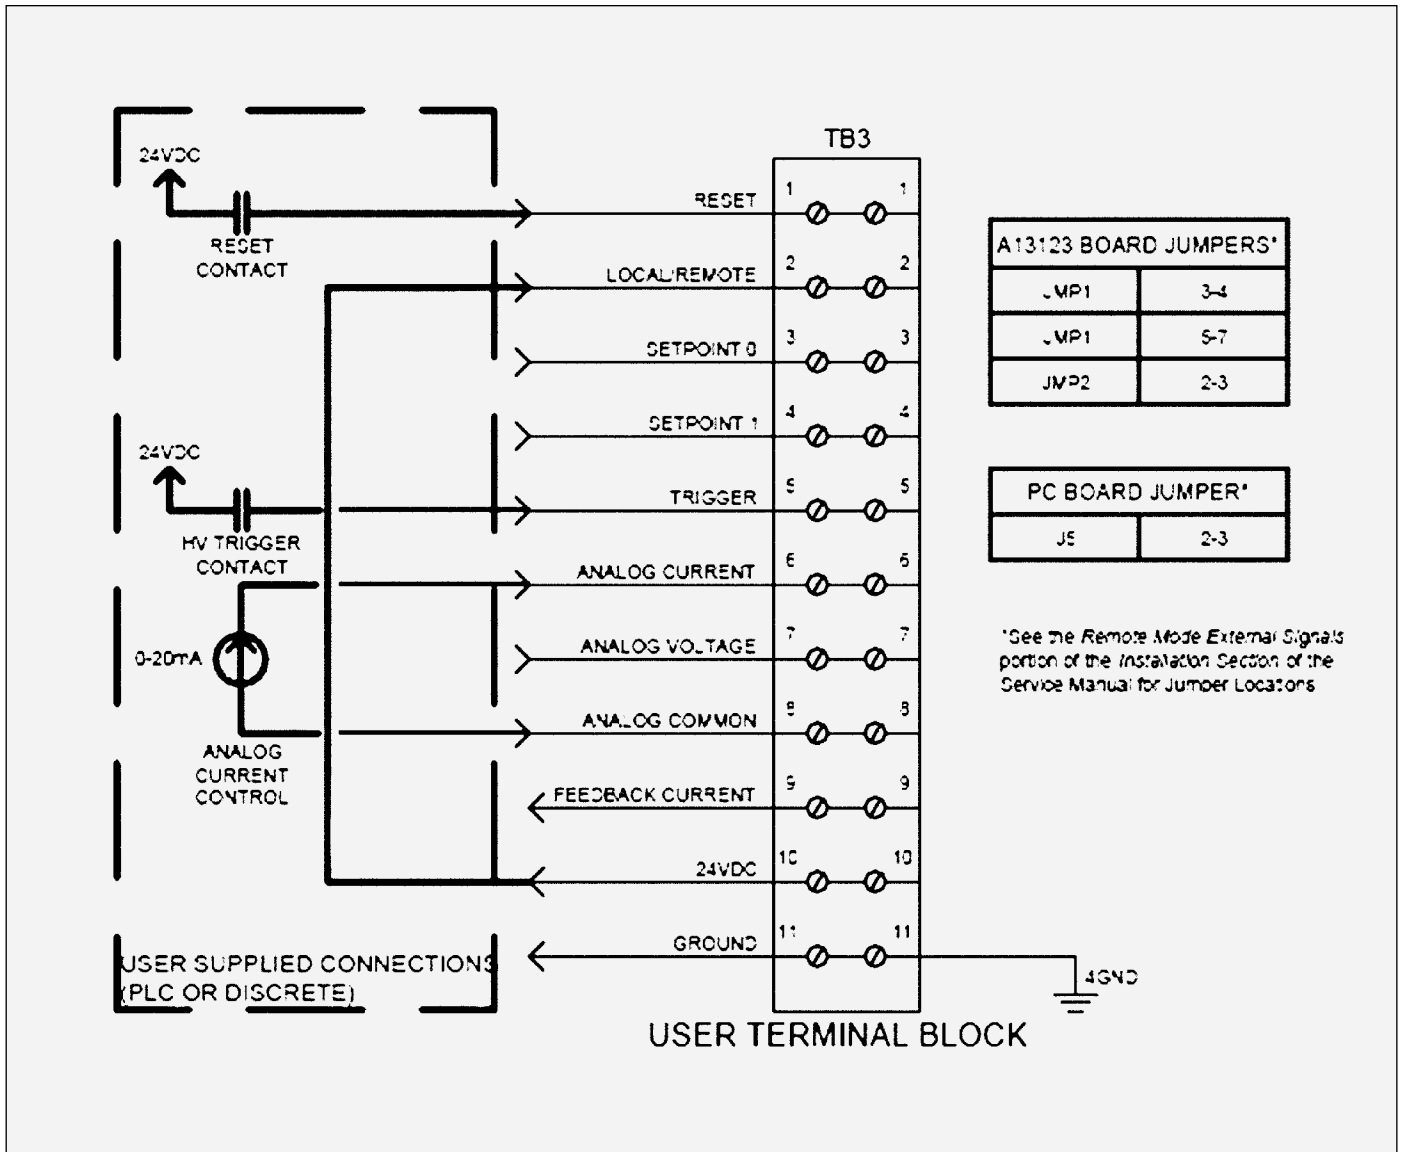 TB3
24VDC
RESET
CONTACT
RESET
1
1
LOCAL/REMOTE
2
2
SETPOINT 0
3
3
SETPOINT 1
4
4
24VDC
HV TRIGGER
CONTACT
TRIGGER
5
5
ANALOG CURRENT
6
6
0-20mA
ANALOG VOLTAGE
7
7
ANALOG
CURRENT
CONTROL
ANALOG COMMON
8
8
FEEDBACK CURRENT
9
9
24VDC
10
10
GROUND
11
11
4GND
USER SUPPLIED CONNECTIONS
(PLC OR DISCRETE)
USER TERMINAL BLOCK
A13123 BOARD JUMPERS*
JMP1 3-4
JMP1 5-7
JMP2 2-3
PC BOARD JUMPER*
J5 2-3
*See the Remote Mode External Signals
portion of the Installation Section of the
Service Manual for Jumper Locations